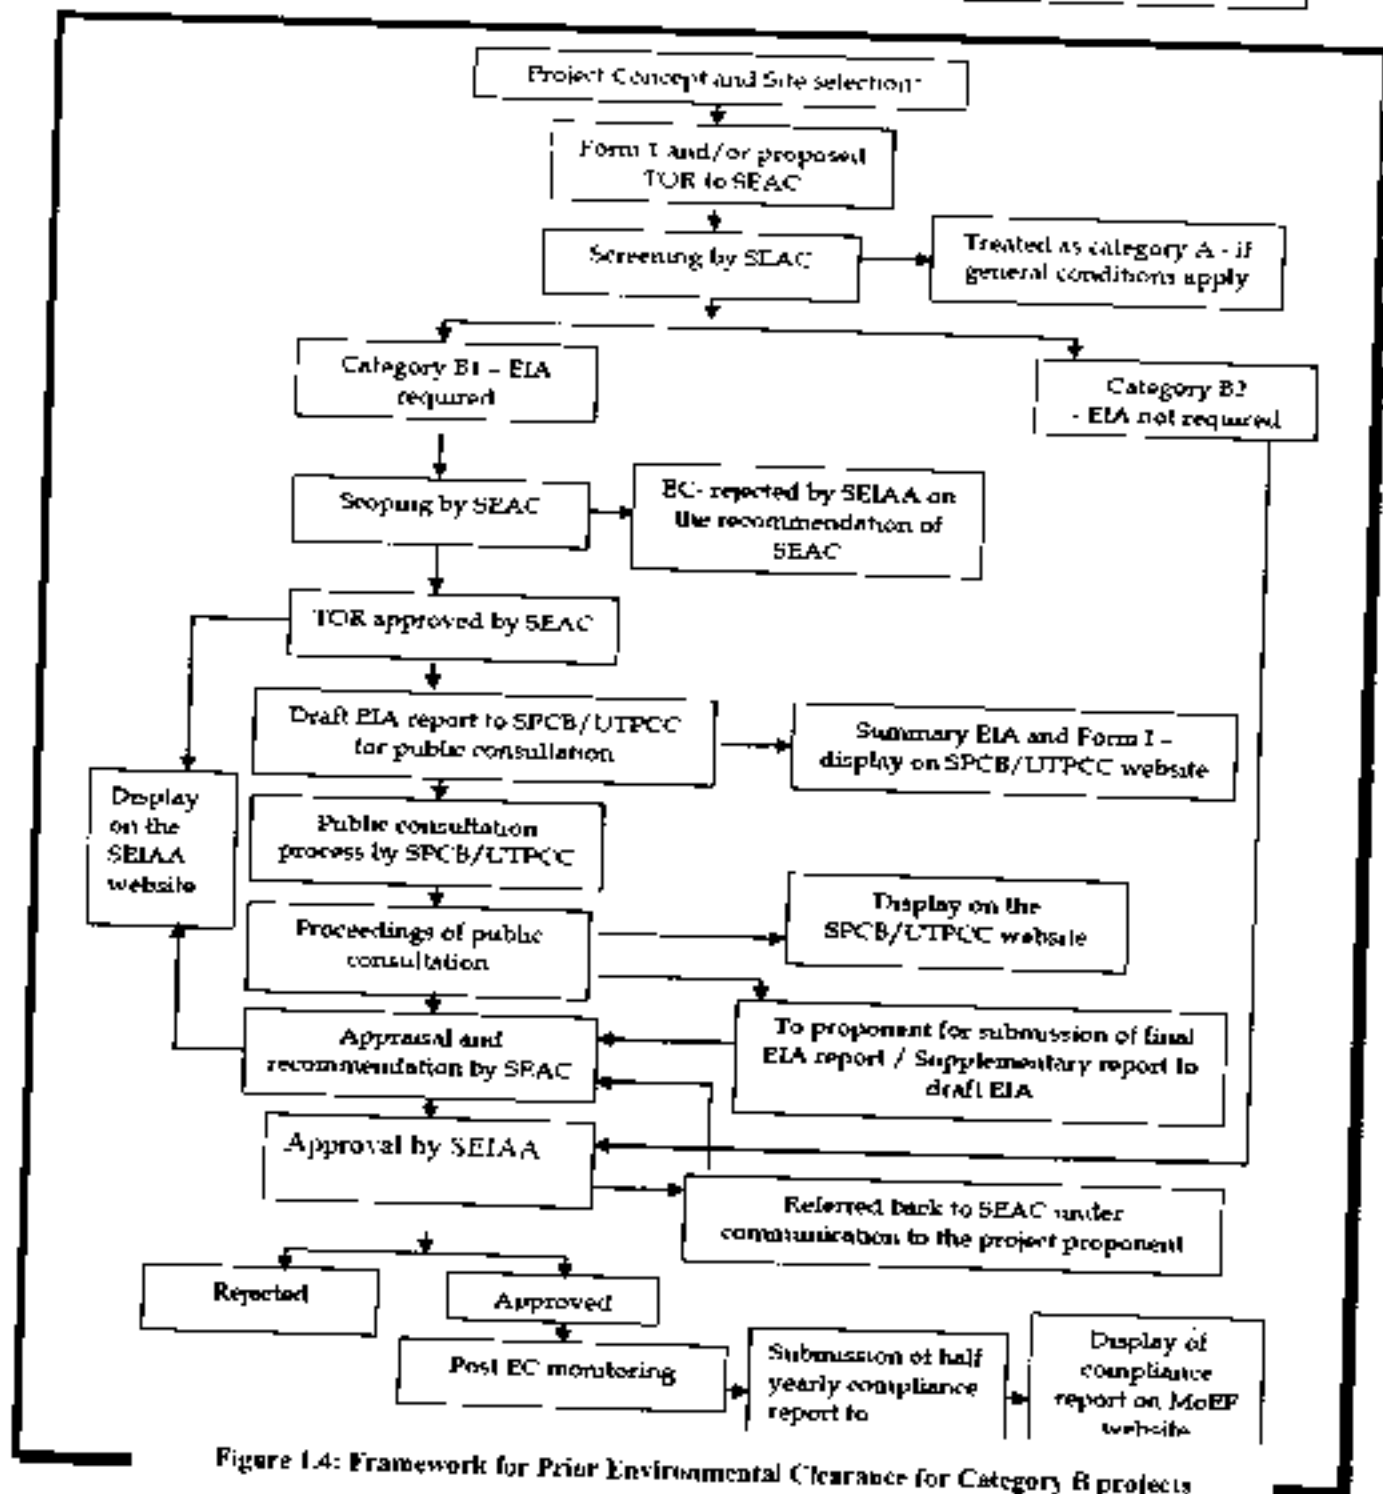 Project Concept and Site selection
Form I and/or proposed
TOR to SEAC
Screening by SEAC
Treated as category A - if
general conditions apply
Category B1 – EIA
required
Category B2
- EIA not required
Scoping by SEAC
EC- rejected by SEIAA on
the recommendation of
SEAC
TOR approved by SEAC
Draft EIA report to SPCB/UTPCC
for public consultation
Summary EIA and Form I –
display on SPCB/UTPCC website
Display
on the
SEIAA
website
Public consultation
process by SPCB/UTPCC
Proceedings of public
consultation
Display on the
SPCB/UTPCC website
Appraisal and
recommendation by SEAC
To proponent for submission of final
EIA report / Supplementary report to
draft EIA
Approval by SEIAA
Referred back to SEAC under
communication to the project proponent
Rejected
Approved
Post EC monitoring
Submission of half
yearly compliance
report to
Display of
compliance
report on MoEF
website
Figure 1.4: Framework for Prior Environmental Clearance for Category B projects